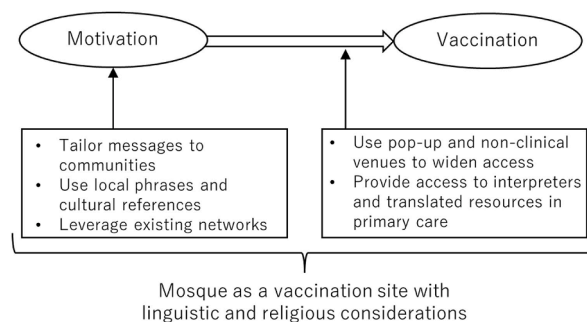 Motivation
Vaccination
• Tailor messages to
communities
• Use local phrases and
cultural references
• Leverage existing networks
• Use pop-up and non-clinical
venues to widen access
• Provide access to interpreters
and translated resources in
primary care
Mosque as a vaccination site with
linguistic and religious considerations